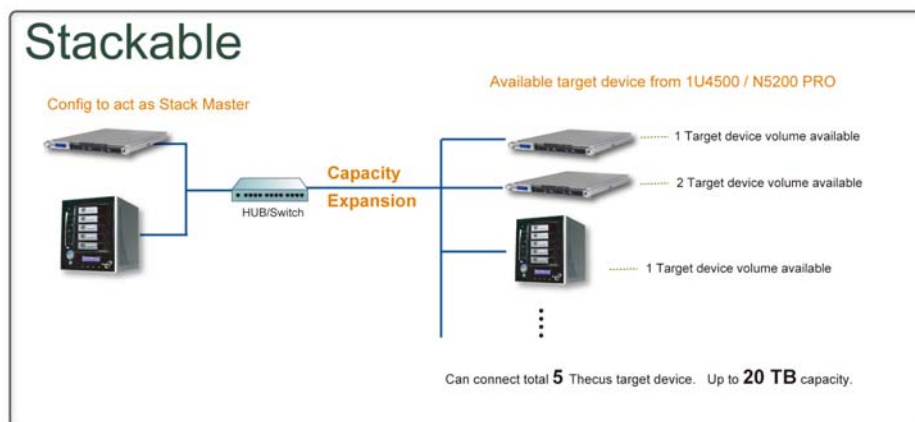 Stackable
Config to act as Stack Master
Available target device from 1U4500 / N5200 PRO
1 Target device volume available
Capacity
Expansion
HUB/Switch
2 Target device volume available
1 Target device volume available
Can connect total 5 Thecus target device. Up to 20 TB capacity.